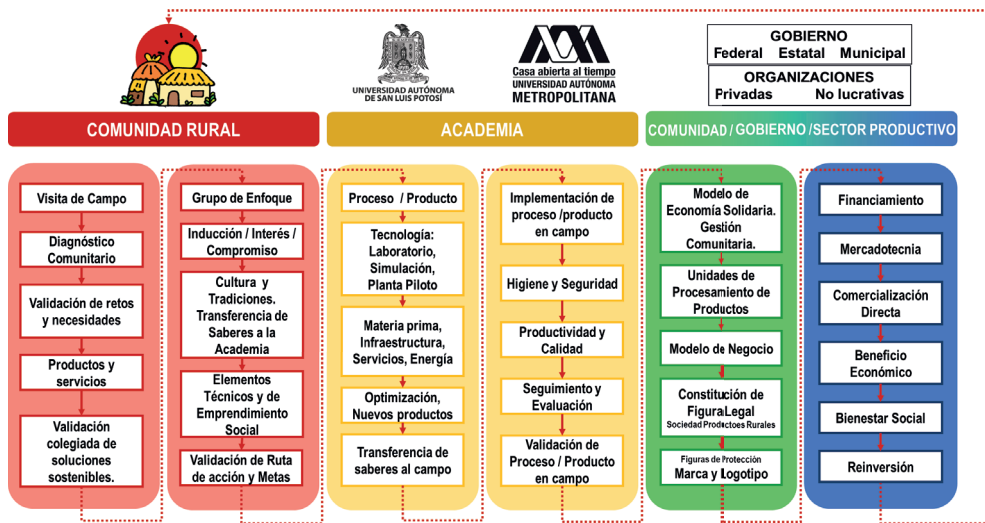 UNIVERSIDAD AUTÓNOMA
DE SAN LUIS POTOSÍ
Casa abierta al tiempo
UNIVERSIDAD AUTÓNOMA
METROPOLITANA
GOBIERNO
Federal Estatal Municipal
ORGANIZACIONES
Privadas No lucrativas
COMUNIDAD RURAL
ACADEMIA
COMUNIDAD / GOBIERNO / SECTOR PRODUCTIVO
Visita de Campo
Diagnóstico
Comunitario
Validación de retos
y necesidades
Productos y
servicios
Validación
colegiada de
soluciones
sostenibles.
Grupo de Enfoque
Inducción / Interés /
Compromiso
Cultura y
Tradiciones.
Transferencia de
Saberes a la
Academia
Elementos
Técnicos y de
Emprendimiento
Social
Validación de Ruta
de acción y Metas
Proceso / Producto
Tecnología:
Laboratorio,
Simulación,
Planta Piloto
Materia prima,
Infraestructura,
Servicios, Energía
Optimización,
Nuevos productos
Transferencia de
saberes al campo
Implementación de
proceso /producto
en campo
Higiene y Seguridad
Productividad y
Calidad
Seguimiento y
Evaluación
Validación de
Proceso / Producto
en campo
Modelo de
Economía Solidaria.
Gestión
Comunitaria.
Unidades de
Procesamiento de
Productos
Modelo de Negocio
Constitución de
Figura Legal
Sociedad Productoes Rurales
Figuras de Protección
Marca y Logotipo
Financiamiento
Mercadotecnia
Comercialización
Directa
Beneficio
Económico
Bienestar Social
Reinversión